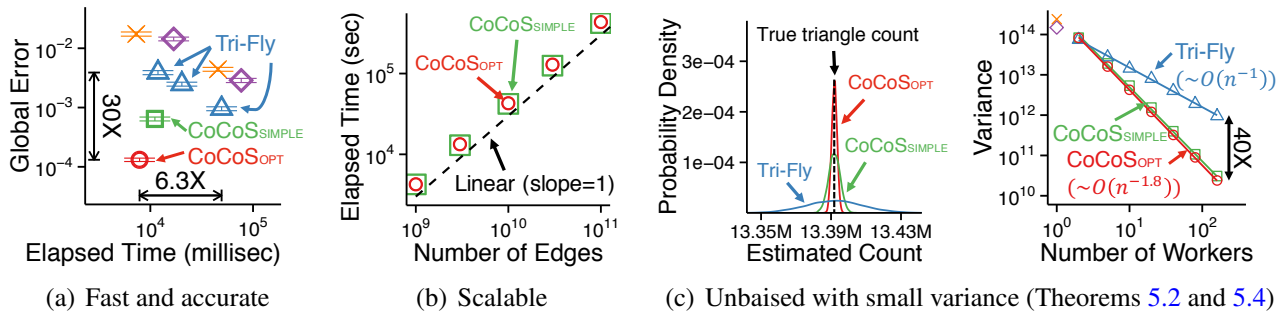 Global Error
10⁻²
10⁻³
10⁻⁴
30X
Tri-Fly
CoCoSSIMPLE
CoCoSOPT
6.3X
10⁴
10⁵
Elapsed Time (millisec)
(a) Fast and accurate
Elapsed Time (sec)
10⁵
10⁴
CoCoSSIMPLE
CoCoSOPT
Linear (slope=1)
10⁹
10¹⁰
10¹¹
Number of Edges
(b) Scalable
Probability Density
3e−04
2e−04
1e−04
True triangle count
CoCoSOPT
CoCoSSIMPLE
Tri-Fly
13.35M
13.39M
13.43M
Estimated Count
Variance
10¹⁴
10¹³
10¹²
10¹¹
10¹⁰
Tri-Fly
(~O(n⁻¹))
CoCoSSIMPLE
CoCoSOPT
(~O(n⁻¹·⁸))
40X
10⁰
10¹
10²
Number of Workers
(c) Unbaised with small variance (Theorems 5.2 and 5.4)